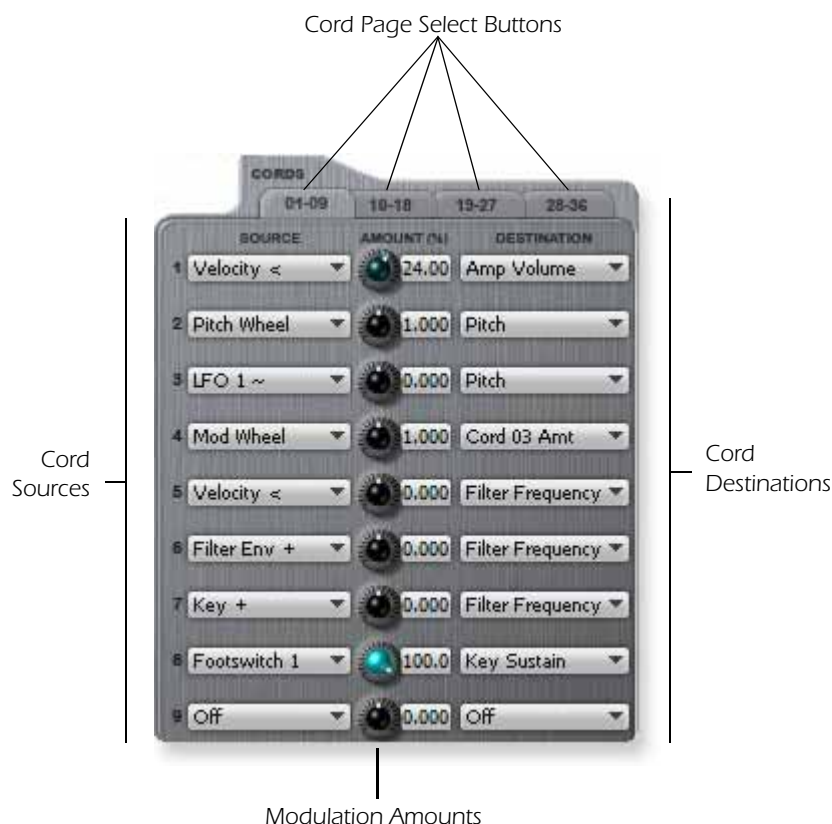 Cord Page Select Buttons
CORDS
01-09 10-18 19-27 28-36
SOURCE AMOUNT (%) DESTINATION
1 Velocity < 24.00 Amp Volume
2 Pitch Wheel 1.000 Pitch
3 LFO 1 ~ 0.000 Pitch
4 Mod Wheel 1.000 Cord 03 Amt
5 Velocity < 0.000 Filter Frequency
6 Filter Env + 0.000 Filter Frequency
7 Key + 0.000 Filter Frequency
8 Footswitch 1 100.0 Key Sustain
9 Off 0.000 Off
Cord
Sources
Cord
Destinations
Modulation Amounts